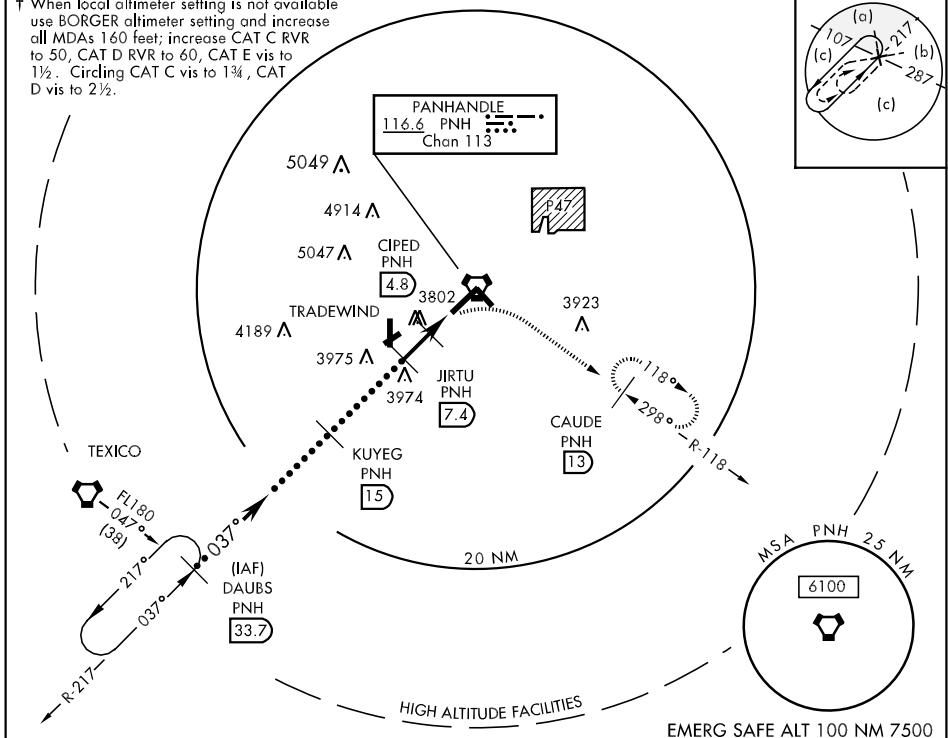 † When local altimeter setting is not available
use BORGER altimeter setting and increase
all MDAs 160 feet; increase CAT C RVR
to 50, CAT D RVR to 60, CAT E vis to
1½. Circling CAT C vis to 1¾, CAT
D vis to 2½.
(a)
107
217
(c)
(b)
287
(c)
PANHANDLE
116.6 PNH
Chan 113
5049
4914
P47
5047
CIPED
PNH
4.8
3802
3923
TRADEWIND
4189
3975
3974
JIRTU
PNH
7.4
118°
298°
CAUDE
PNH
13
R-118
KUYEG
PNH
15
TEXICO
FL180
047°
(38)
037°
20 NM
217°
037°
(IAF)
DAUBS
PNH
33.7
R-217
MSA PNH 25 NM
6100
HIGH ALTITUDE FACILITIES
EMERG SAFE ALT 100 NM 7500